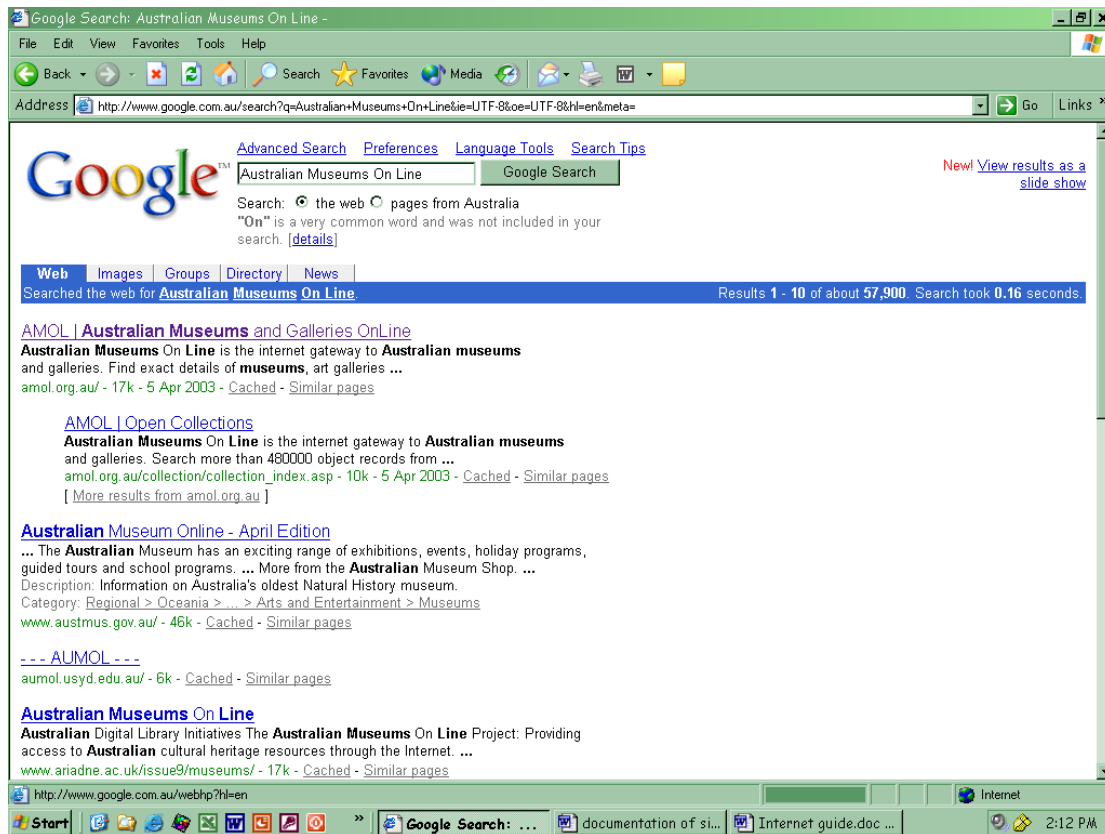 Google Search: Australian Museums On Line -
File Edit View Favorites Tools Help
Back Search Favorites Media
Address http://www.google.com.au/search?q=Australian+Museums+On+Line&ie=UTF-8&oe=UTF-8&hl=en&meta= Go Links »
Google™
Advanced Search Preferences Language Tools Search Tips
Australian Museums On Line Google Search
New! View results as a
slide show
Search: the web pages from Australia
"On" is a very common word and was not included in your
search. [details]
Web Images Groups Directory News
Searched the web for Australian Museums On Line. Results 1 - 10 of about 57,900. Search took 0.16 seconds.
AMOL | Australian Museums and Galleries OnLine
Australian Museums On Line is the internet gateway to Australian museums
and galleries. Find exact details of museums, art galleries ...
amol.org.au/ - 17k - 5 Apr 2003 - Cached - Similar pages
AMOL | Open Collections
Australian Museums On Line is the internet gateway to Australian museums
and galleries. Search more than 480000 object records from ...
amol.org.au/collection/collection_index.asp - 10k - 5 Apr 2003 - Cached - Similar pages
[ More results from amol.org.au ]
Australian Museum Online - April Edition
... The Australian Museum has an exciting range of exhibitions, events, holiday programs,
guided tours and school programs. ... More from the Australian Museum Shop. ...
Description: Information on Australia's oldest Natural History museum.
Category: Regional > Oceania > ... > Arts and Entertainment > Museums
www.austmus.gov.au/ - 46k - Cached - Similar pages
- - - AUMOL - - -
aumol.usyd.edu.au/ - 6k - Cached - Similar pages
Australian Museums On Line
Australian Digital Library Initiatives The Australian Museums On Line Project: Providing
access to Australian cultural heritage resources through the Internet. ...
www.ariadne.ac.uk/issue9/museums/ - 17k - Cached - Similar pages
http://www.google.com.au/webhp?hl=en Internet
Start » Google Search: ... documentation of si... Internet guide.doc ... 2:12 PM